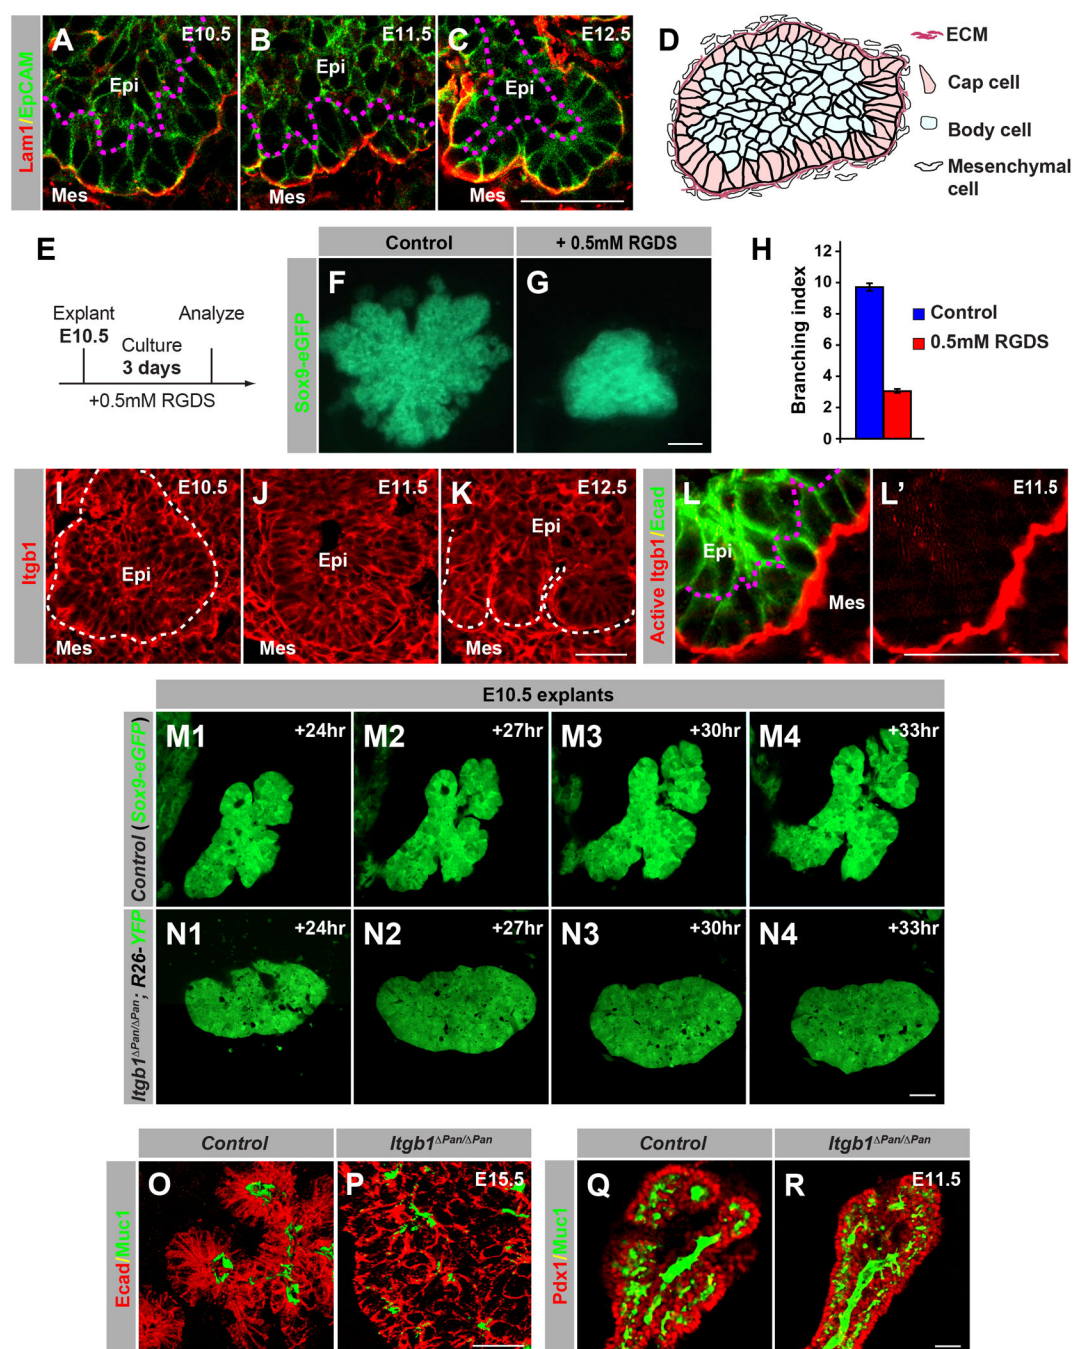 A
E10.5
B
E11.5
C
E12.5
D
Epi
Epi
Epi
Mes
Mes
Mes
Lam1/EpCAM
ECM
Cap cell
Body cell
Mesenchymal
cell
E
Explant
E10.5
Analyze
Culture
3 days
+0.5mM RGDS
Control
+ 0.5mM RGDS
F
G
Sox9-eGFP
H
Branching index
12
10
8
6
4
2
0
Control
0.5mM RGDS
I
E10.5
J
E11.5
K
E12.5
Epi
Epi
Epi
Mes
Mes
Itgb1
L
L’
E11.5
Epi
Mes
Mes
Active Itgb1/Ecad
E10.5 explants
M1
+24hr
M2
+27hr
M3
+30hr
M4
+33hr
Control (Sox9-eGFP)
N1
+24hr
N2
+27hr
N3
+30hr
N4
+33hr
Itgb1ΔPan/ΔPan; R26-YFP
Control
Itgb1ΔPan/ΔPan
O
P
E15.5
Ecad/Muc1
Control
Itgb1ΔPan/ΔPan
Q
R
E11.5
Pdx1/Muc1